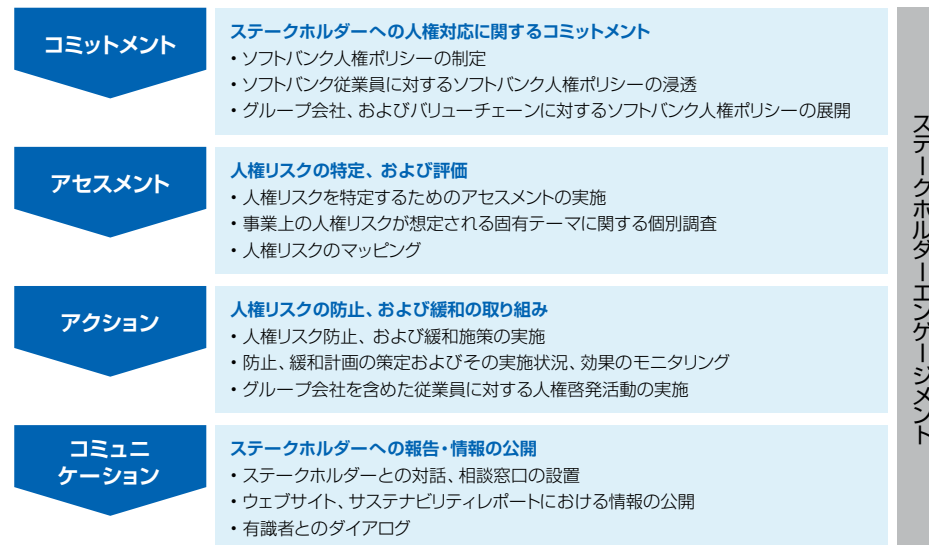 コミットメント
ステークホルダーへの人権対応に関するコミットメント
・ソフトバンク人権ポリシーの制定
・ソフトバンク従業員に対するソフトバンク人権ポリシーの浸透
・グループ会社、およびバリューチェーンに対するソフトバンク人権ポリシーの展開
アセスメント
人権リスクの特定、および評価
・人権リスクを特定するためのアセスメントの実施
・事業上の人権リスクが想定される固有テーマに関する個別調査
・人権リスクのマッピング
アクション
人権リスクの防止、および緩和の取り組み
・人権リスク防止、および緩和施策の実施
・防止、緩和計画の策定およびその実施状況、効果のモニタリング
・グループ会社を含めた従業員に対する人権啓発活動の実施
コミュニ
ケーション
ステークホルダーへの報告・情報の公開
・ステークホルダーとの対話、相談窓口の設置
・ウェブサイト、サステナビリティレポートにおける情報の公開
・有識者とのダイアログ
ステークホルダーエンゲージメント